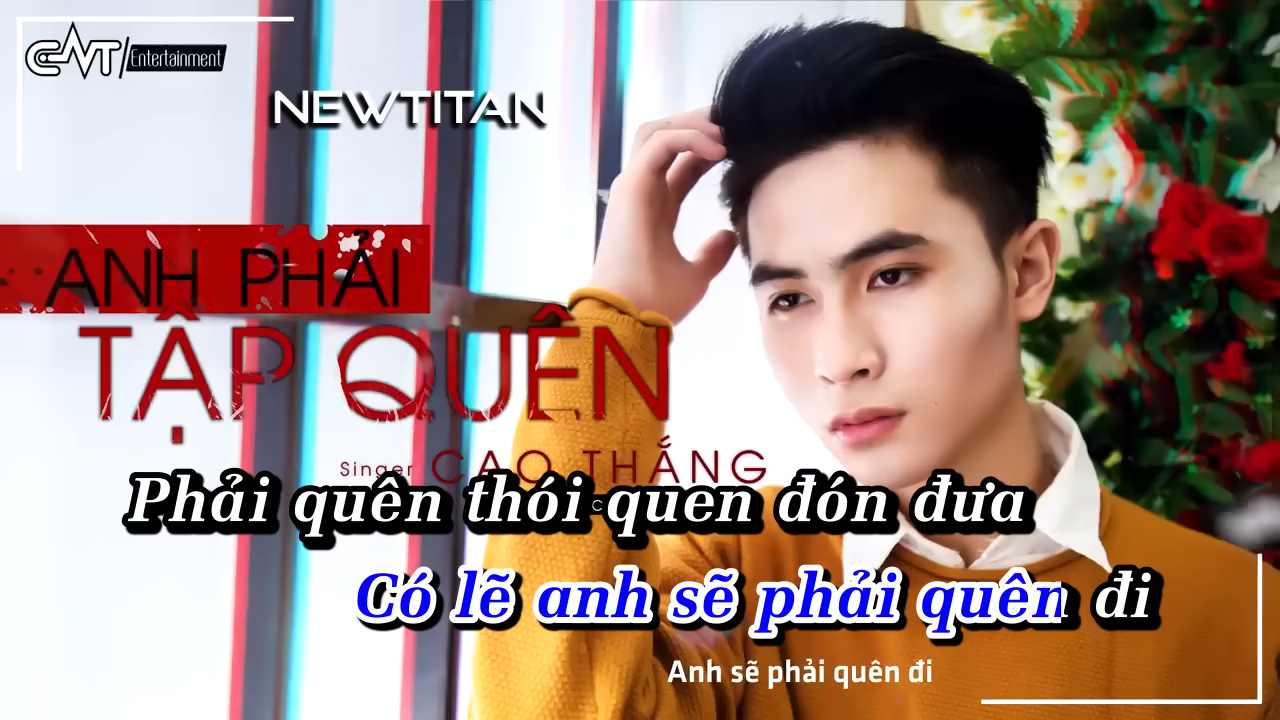 CMT/Entertainment
NEWTITAN
ANH PHẢI
TẬP QUÊN
Singer CAO THẮNG
Phải quên thói quen đón đưa
Có lẽ anh sẽ phải quên đi
Anh sẽ phải quên đi